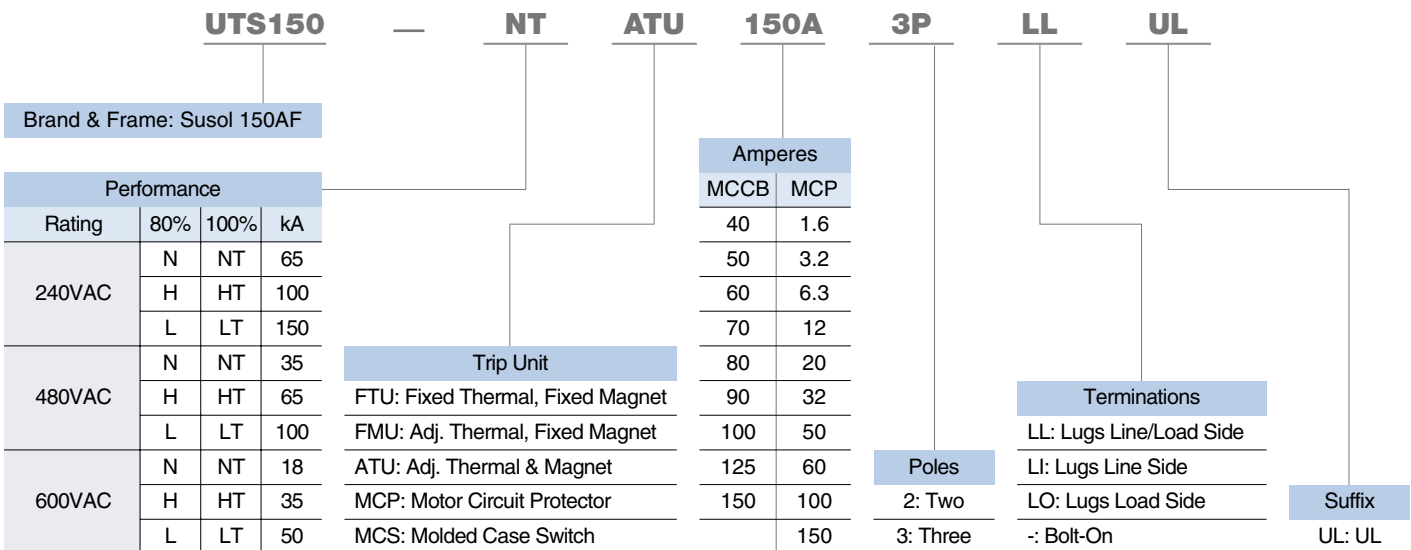 UTS150 — NT ATU 150A 3P LL UL
Brand & Frame: Susol 150AF
Performance
Rating 80% 100% kA
240VAC
N NT 65
H HT 100
L LT 150
480VAC
N NT 35
H HT 65
L LT 100
600VAC
N NT 18
H HT 35
L LT 50
Trip Unit
FTU: Fixed Thermal, Fixed Magnet
FMU: Adj. Thermal, Fixed Magnet
ATU: Adj. Thermal & Magnet
MCP: Motor Circuit Protector
MCS: Molded Case Switch
Amperes
MCCB MCP
40 1.6
50 3.2
60 6.3
70 12
80 20
90 32
100 50
125 60
150 100
150
Poles
2: Two
3: Three
Terminations
LL: Lugs Line/Load Side
LI: Lugs Line Side
LO: Lugs Load Side
-: Bolt-On
Suffix
UL: UL